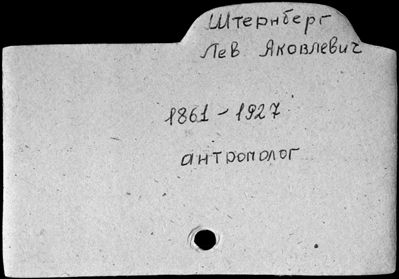 Штернберг
Лев Яковлевич
1861-1927
антрополог